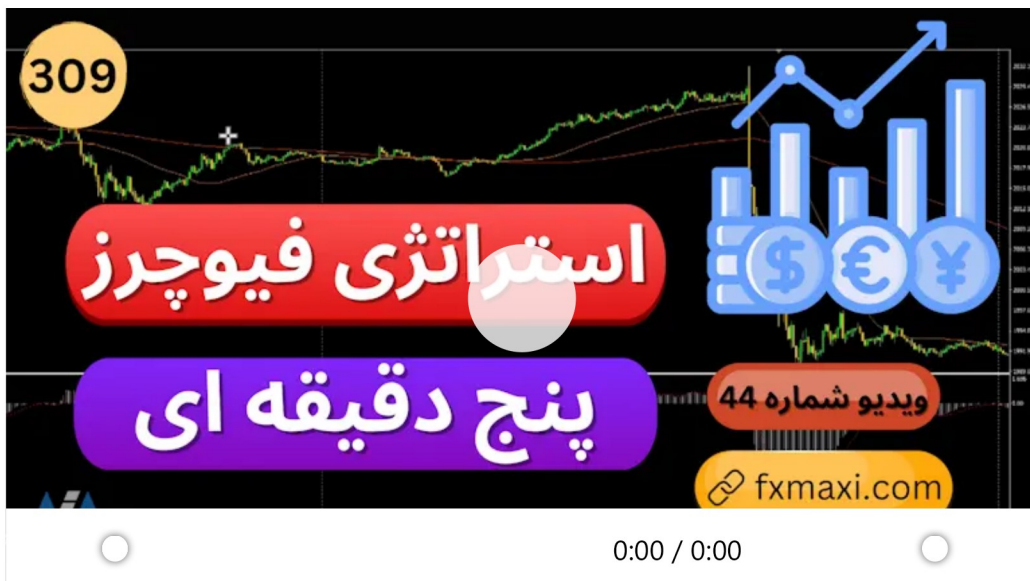 309
استراتژی فیوچرز
$ € ¥
پنج دقیقه ای
ویدیو شماره 44
fxmaxi.com
0:00 / 0:00